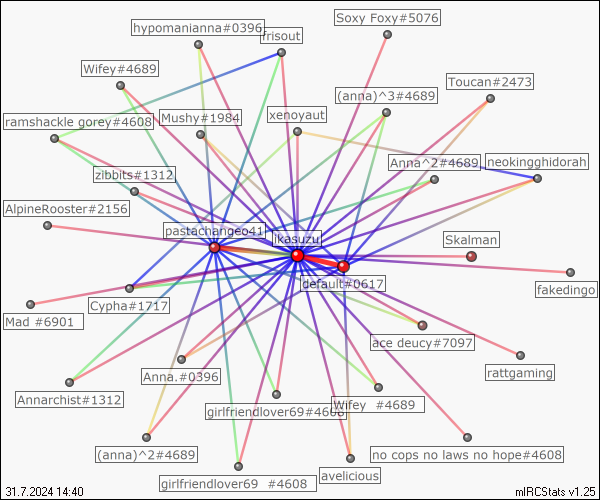 Soxy Foxy#5076
hypomanianna#0396
frisout
Wifey#4689
Toucan#2473
(anna)^3#4689
ramshackle gorey#4608
Mushy#1984
xenoyaut
Anna^2#4689
neokingghidorah
zibbits#1312
AlpineRooster#2156
pastachangeo41
jkasuzu
Skalman
default#0617
fakedingo
Cypha#1717
Mad #6901
ace deucy#7097
rattgaming
Anna.#0396
Annarchist#1312
girlfriendlover69#4608
Wifey  #4689
(anna)^2#4689
no cops no laws no hope#4608
avelicious
girlfriendlover69  #4608
31.7.2024 14:40
mIRCStats v1.25